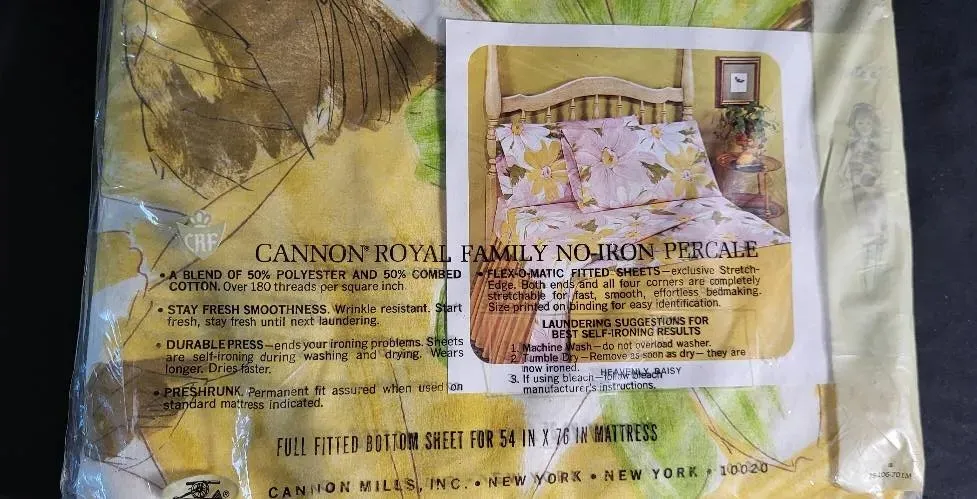 CRF
CANNON® ROYAL FAMILY NO-IRON PERCALE
• A BLEND OF 50% POLYESTER AND 50% COMBED
COTTON. Over 180 threads per square inch.
• STAY FRESH SMOOTHNESS. Wrinkle resistant. Start
fresh, stay fresh until next laundering.
• DURABLE PRESS—ends your ironing problems. Sheets
are self-ironing during washing and drying. Wears
longer. Dries faster.
• PRESHRUNK. Permanent fit assured when used on
standard mattress indicated.
• FLEX-O-MATIC FITTED SHEETS—exclusive Stretch-
Edge. Both ends and all four corners are completely
stretchable for fast, smooth, effortless bedmaking.
Size printed on binding for easy identification.
LAUNDERING SUGGESTIONS FOR
BEST SELF-IRONING RESULTS
1. Machine Wash—do not overload washer.
2. Tumble Dry—Remove as soon as dry—they are
now ironed.
HEAVENLY DAISY
3. If using bleach—follow bleach
manufacturer's instructions.
FULL FITTED BOTTOM SHEET FOR 54 IN X 76 IN MATTRESS
CANNON MILLS, INC. • NEW YORK • NEW YORK • 10020